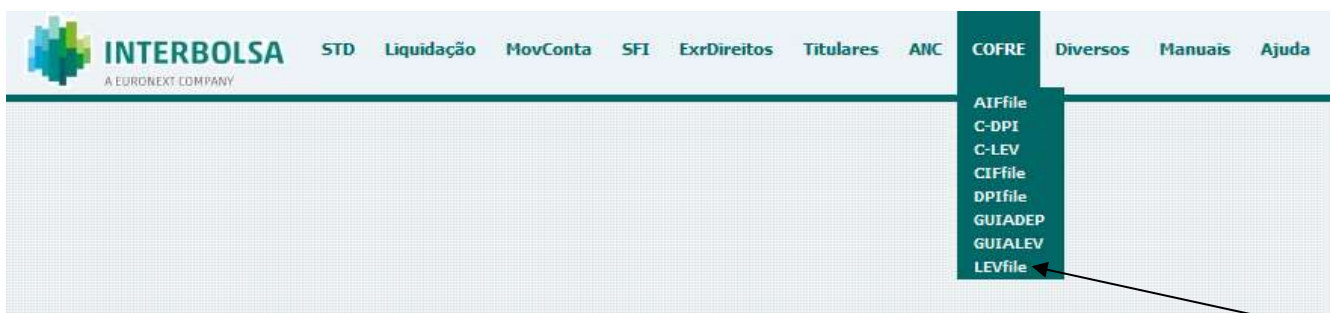 INTERBOLSA
A EURONEXT COMPANY
STD Liquidação MovConta SFI ExrDireitos Titulares ANC COFRE Diversos Manuais Ajuda
AIFfile
C-DPI
C-LEV
CIFfile
DPIfile
GUIADEP
GUIALEV
LEVfile